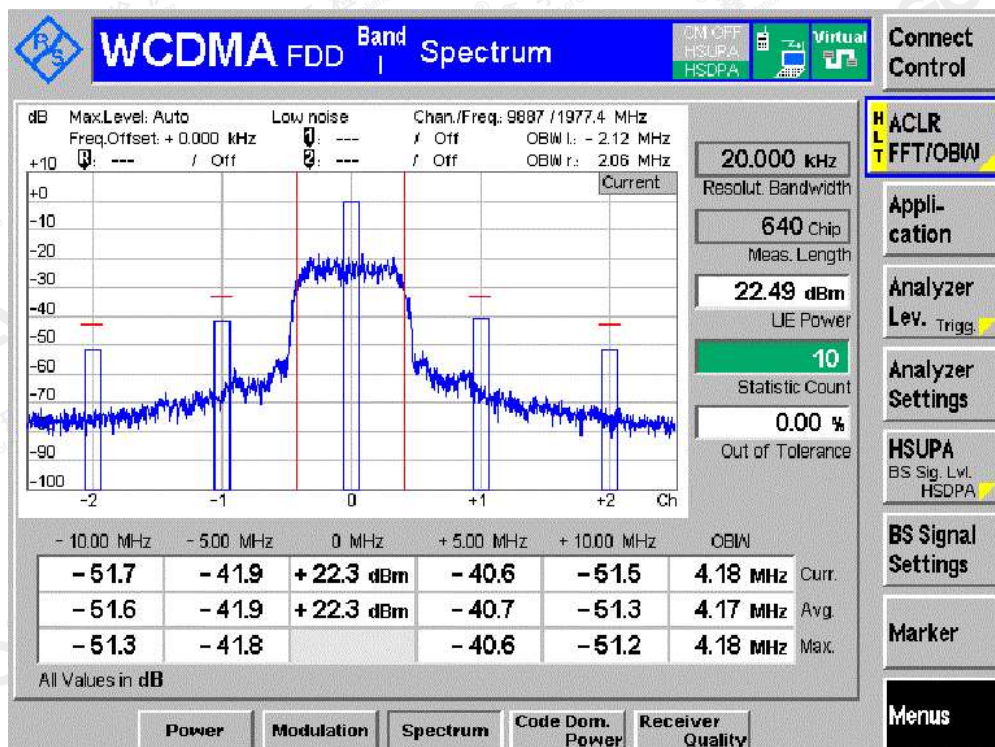 R&S
WCDMA FDD Band I Spectrum
CM OFF
HSUPA
HSDPA
Virtual
Connect Control
dB Max.Level: Auto Low noise Chan./Freq.: 9887 / 1977.4 MHz
Freq.Offset: + 0.000 kHz 1: --- / Off OBW l.: - 2.12 MHz
+10 R: --- / Off 2: --- / Off OBW r.: 2.06 MHz
Current
+0
-10
-20
-30
-40
-50
-60
-70
-90
-100
-2 -1 0 +1 +2 Ch
20.000 kHz
Resolut. Bandwidth
640 Chip
Meas. Length
22.49 dBm
UE Power
10
Statistic Count
0.00 %
Out of Tolerance
- 10.00 MHz - 5.00 MHz 0 MHz + 5.00 MHz + 10.00 MHz OBW
- 51.7 - 41.9 + 22.3 dBm - 40.6 - 51.5 4.18 MHz Curr.
- 51.6 - 41.9 + 22.3 dBm - 40.7 - 51.3 4.17 MHz Avg.
- 51.3 - 41.8 - 40.6 - 51.2 4.18 MHz Max.
All Values in dB
HLT
ACLR
FFT/OBW
Appli-
cation
Analyzer
Lev. Trigg.
Analyzer
Settings
HSUPA
BS Sig. Lvl.
HSDPA
BS Signal
Settings
Marker
Menus
Power Modulation Spectrum Code Dom. Power Receiver Quality